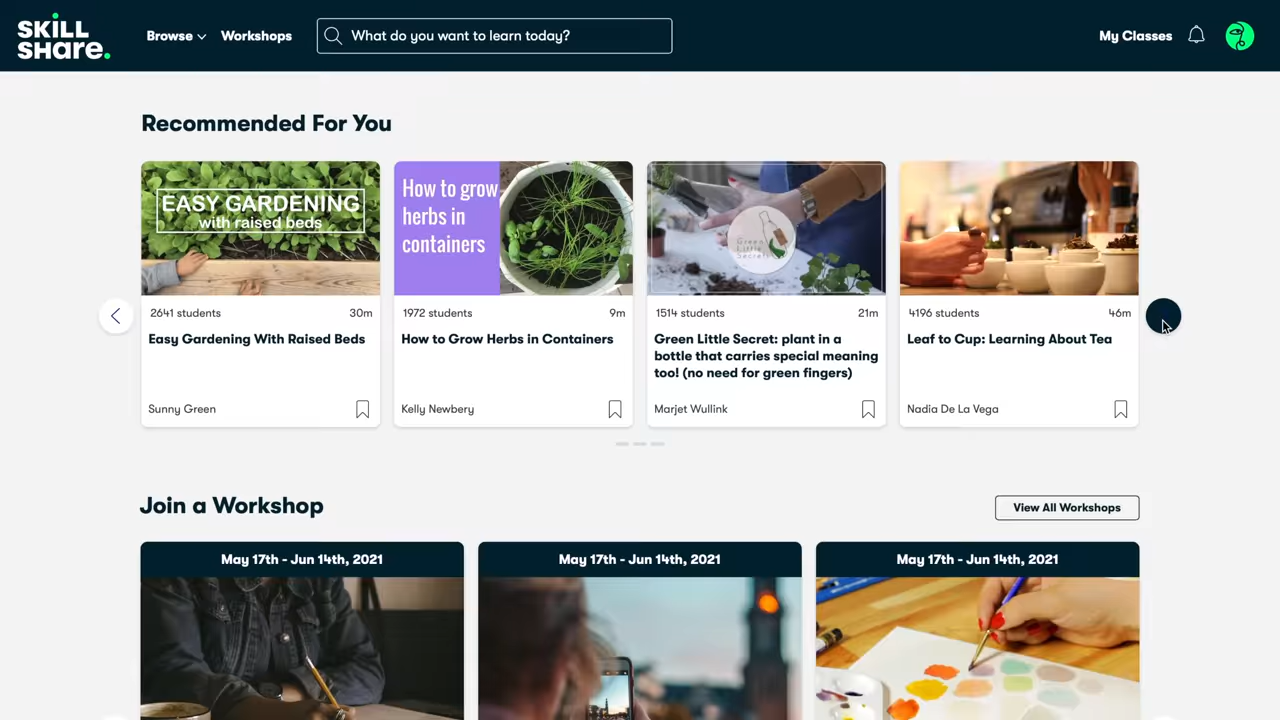 SKILL
SHare.
Browse
Workshops
What do you want to learn today?
My Classes
Recommended For You
EASY GARDENING
with raised beds
2641 students
30m
Easy Gardening With Raised Beds
Sunny Green
How to grow
herbs in
containers
1972 students
9m
How to Grow Herbs in Containers
Kelly Newbery
Green Little
Secrets
1514 students
21m
Green Little Secret: plant in a
bottle that carries special meaning
too! (no need for green fingers)
Marjet Wullink
4196 students
46m
Leaf to Cup: Learning About Tea
Nadia De La Vega
Join a Workshop
View All Workshops
May 17th - Jun 14th, 2021
May 17th - Jun 14th, 2021
May 17th - Jun 14th, 2021